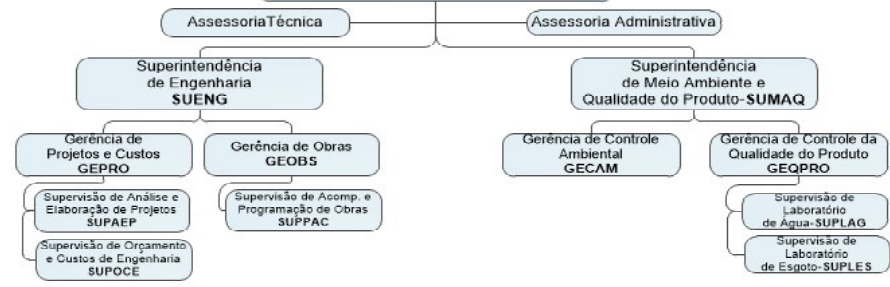 AssessoriaTécnica
Assessoria Administrativa
Superintendência
de Engenharia
SUENG
Superintendência
de Meio Ambiente e
Qualidade do Produto-SUMAQ
Gerência de
Projetos e Custos
GEPRO
Gerência de Obras
GEOBS
Gerência de Controle
Ambiental
GECAM
Gerência de Controle da
Qualidade do Produto
GEQPRO
Supervisão de Análise e
Elaboração de Projetos
SUPAEP
Supervisão de Acomp. e
Programação de Obras
SUPPAC
Supervisão de Orçamento
e Custos de Engenharia
SUPOCE
Supervisão de
Laboratório
de Água-SUPLAG
Supervisão de
Laboratório
de Esgoto-SUPLES